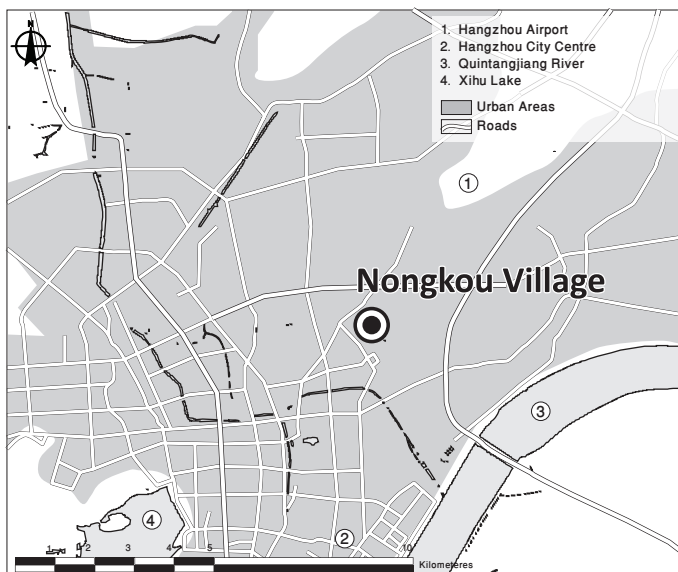 N
1. Hangzhou Airport
2. Hangzhou City Centre
3. Quintangjiang River
4. Xihu Lake
Urban Areas
Roads
1
Nongkou Village
3
4
2
1 2 3 4 5 10
Kilometeres